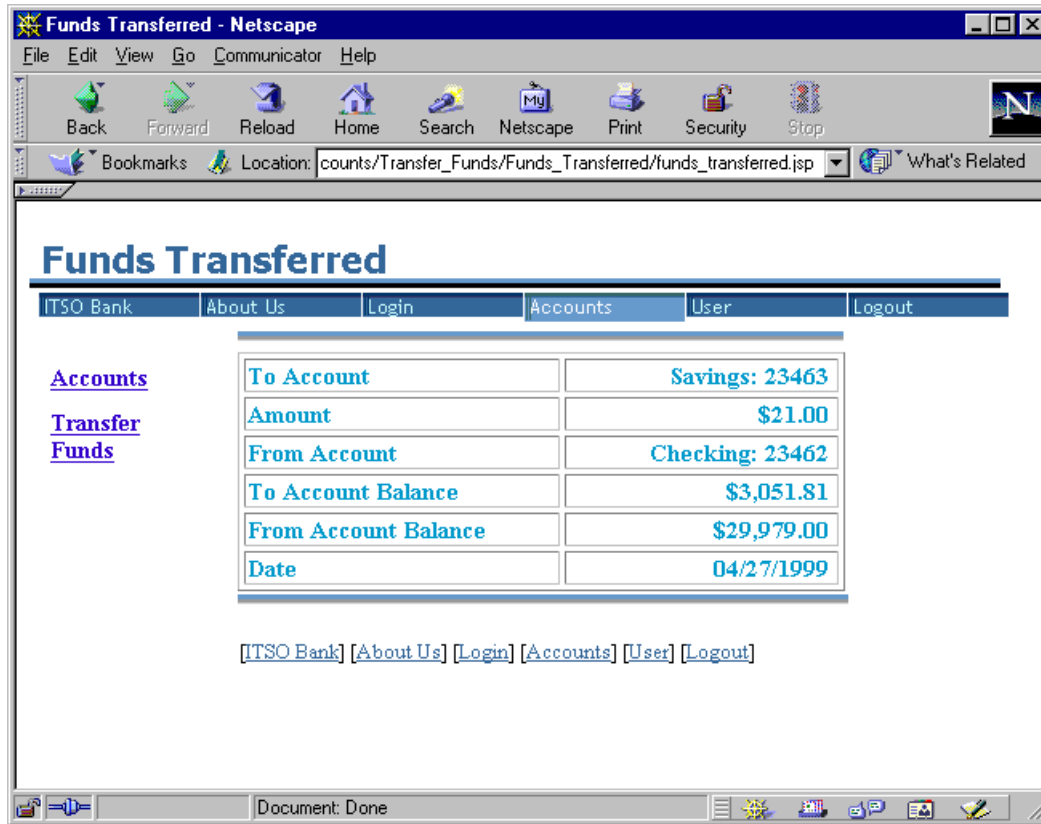 Funds Transferred - Netscape
File Edit View Go Communicator Help
My
N
Back Forward Reload Home Search Netscape Print Security Stop
Bookmarks Location: counts/Transfer_Funds/Funds_Transferred/funds_transferred.jsp What's Related
Funds Transferred
ITSO Bank About Us Login Accounts User Logout
Accounts
Transfer
Funds
To Account Savings: 23463
Amount $21.00
From Account Checking: 23462
To Account Balance $3,051.81
From Account Balance $29,979.00
Date 04/27/1999
[ITSO Bank] [About Us] [Login] [Accounts] [User] [Logout]
Document: Done